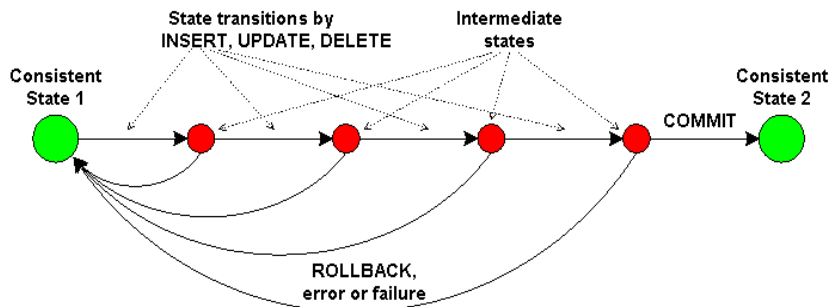 State transitions by
INSERT, UPDATE, DELETE
Intermediate
states
Consistent
State 1
Consistent
State 2
COMMIT
ROLLBACK,
error or failure